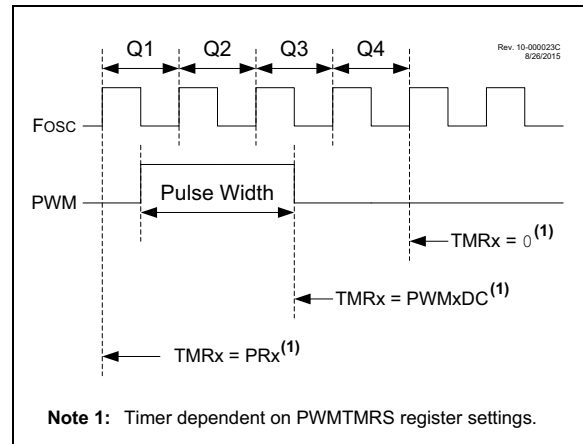 Q1 Q2 Q3 Q4
Rev. 10-000023C
8/26/2015
FOSC
Pulse Width
PWM
TMRx = 0(1)
TMRx = PWMxDC(1)
TMRx = PRx(1)
Note 1: Timer dependent on PWMTMRS register settings.